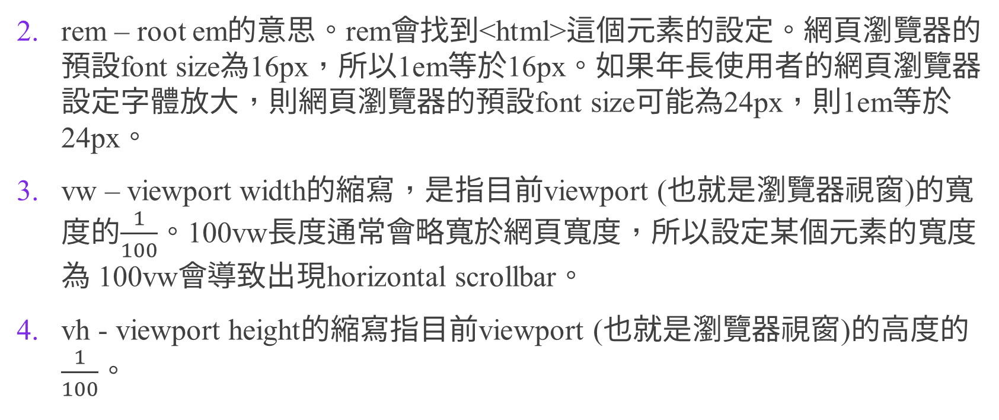 2. rem – root em的意思。rem會找到<html>這個元素的設定。網頁瀏覽器的
預設font size為16px，所以1em等於16px。如果年長使用者的網頁瀏覽器
設定字體放大，則網頁瀏覽器的預設font size可能為24px，則1em等於
24px。
3. vw – viewport width的縮寫，是指目前viewport (也就是瀏覽器視窗)的寬
度的1/100。100vw長度通常會略寬於網頁寬度，所以設定某個元素的寬度
為 100vw會導致出現horizontal scrollbar。
4. vh - viewport height的縮寫指目前viewport (也就是瀏覽器視窗)的高度的
1/100。